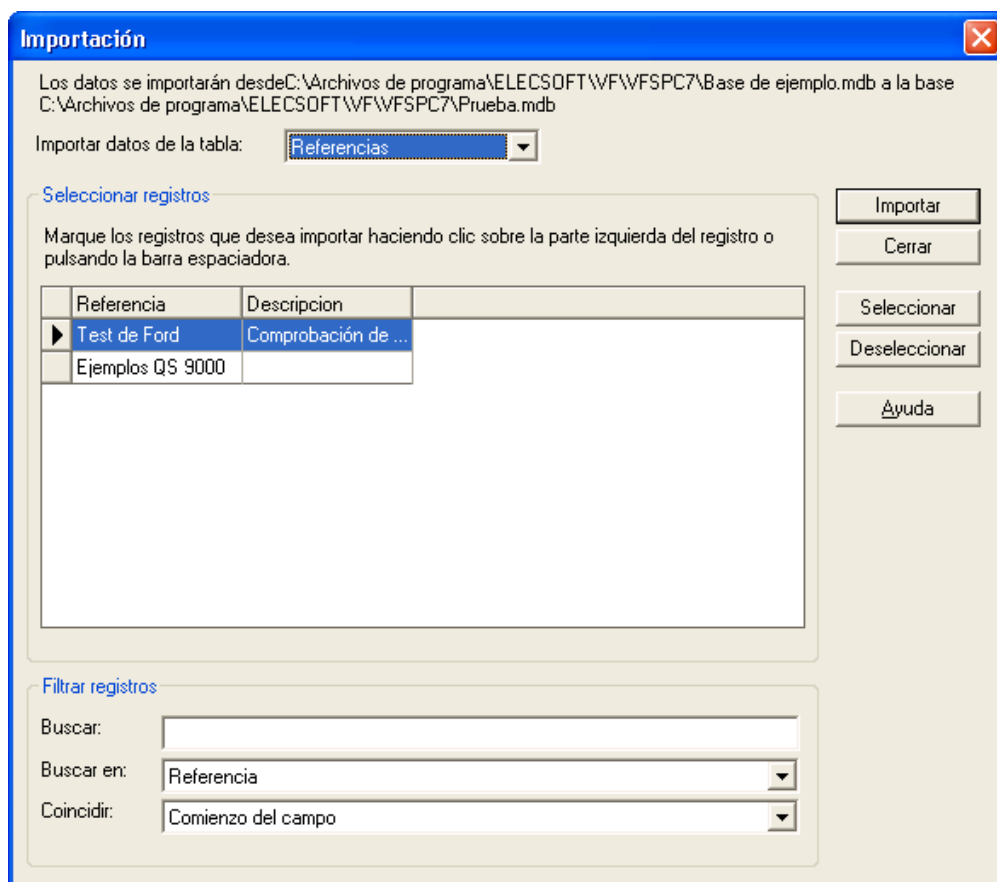 Importación
Los datos se importarán desdeC:\Archivos de programa\ELECSOFT\VF\VFSPC7\Base de ejemplo.mdb a la base
C:\Archivos de programa\ELECSOFT\VF\VFSPC7\Prueba.mdb
Importar datos de la tabla: Referencias
Seleccionar registros
Marque los registros que desea importar haciendo clic sobre la parte izquierda del registro o
pulsando la barra espaciadora.
Referencia Descripcion
Test de Ford Comprobación de ...
Ejemplos QS 9000
Importar
Cerrar
Seleccionar
Deseleccionar
Ayuda
Filtrar registros
Buscar:
Buscar en: Referencia
Coincidir: Comienzo del campo